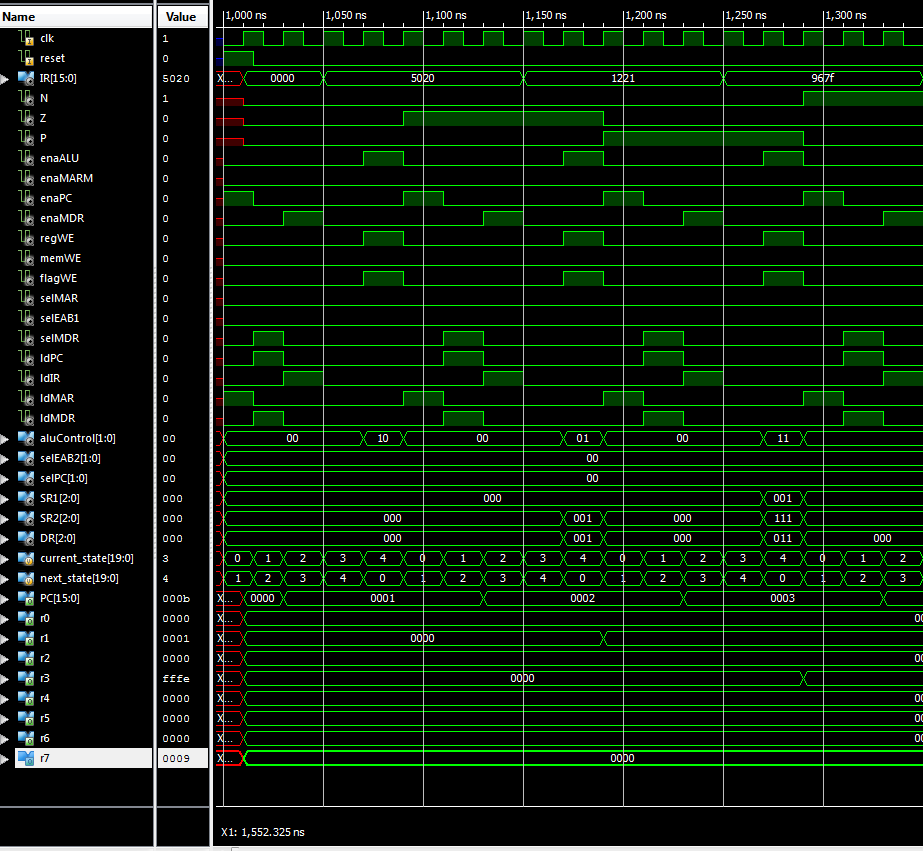 Name Value 1,000 ns 1,050 ns 1,100 ns 1,150 ns 1,200 ns 1,250 ns 1,300 ns
clk 1
reset 0
IR[15:0] 5020 X... 0000 5020 1221 967f
N 1
Z 0
P 0
enaALU 0
enaMARM 0
enaPC 0
enaMDR 0
regWE 0
memWE 0
flagWE 0
selMAR 0
selEAB1 0
selMDR 0
ldPC 0
ldIR 0
ldMAR 0
ldMDR 0
aluControl[1:0] 00 00 10 00 01 00 11
selEAB2[1:0] 00 00
selPC[1:0] 00 00
SR1[2:0] 000 000 001
SR2[2:0] 000 000 001 000 111
DR[2:0] 000 000 001 000 011 000
current_state[19:0] 3 0 1 2 3 4 0 1 2 3 4 0 1 2 3 4 0 1 2
next_state[19:0] 4 1 2 3 4 0 1 2 3 4 0 1 2 3 4 0 1 2 3
PC[15:0] 000b X... 0000 0001 0002 0003
r0 0000 X... 00
r1 0001 X... 0000
r2 0000 X... 00
r3 fffe X... 0000
r4 0000 X... 00
r5 0000 X... 00
r6 0000 X... 00
r7 0009 X... 0000
X1: 1,552.325 ns